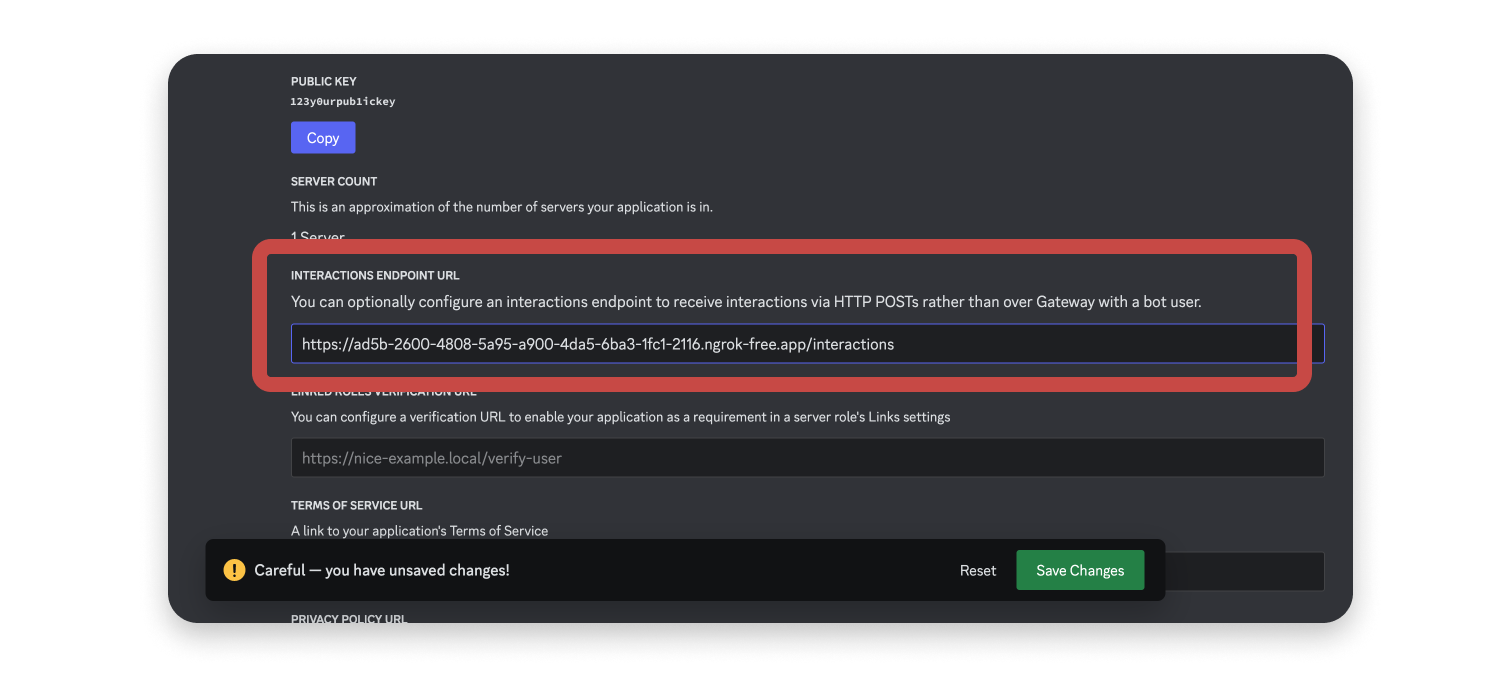 PUBLIC KEY
123y0urpub1ickey
Copy
SERVER COUNT
This is an approximation of the number of servers your application is in.
1 Server
INTERACTIONS ENDPOINT URL
You can optionally configure an interactions endpoint to receive interactions via HTTP POSTs rather than over Gateway with a bot user.
https://ad5b-2600-4808-5a95-a900-4da5-6ba3-1fc1-2116.ngrok-free.app/interactions
LINKED ROLES VERIFICATION URL
You can configure a verification URL to enable your application as a requirement in a server role's Links settings
https://nice-example.local/verify-user
TERMS OF SERVICE URL
A link to your application's Terms of Service
Careful — you have unsaved changes!
Reset
Save Changes
PRIVACY POLICY URL